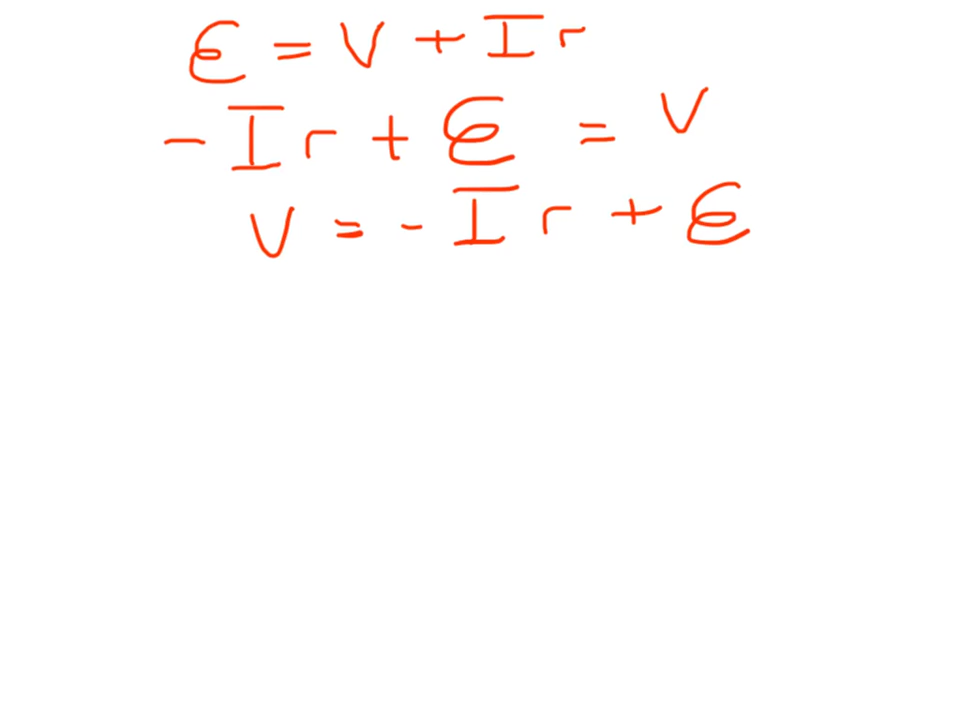 Ɛ = V + Ir
- Ir + Ɛ = V
V = - Ir + Ɛ